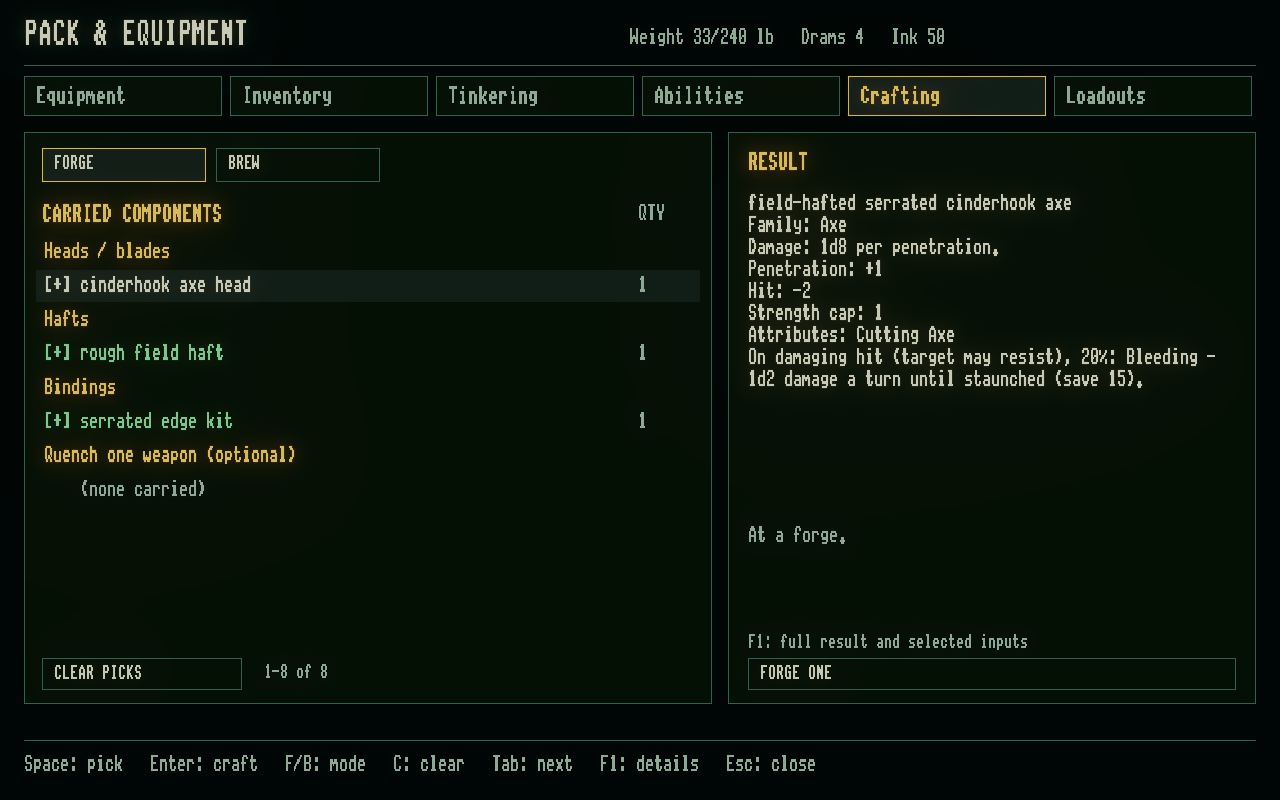 PACK & EQUIPMENT
Weight 33/240 lb   Drams 4   Ink 50
Equipment   Inventory   Tinkering   Abilities   Crafting   Loadouts
FORGE   BREW
CARRIED COMPONENTS   QTY
Heads / blades
[+] cinderhook axe head   1
Hafts
[+] rough field haft   1
Bindings
[+] serrated edge kit   1
Quench one weapon (optional)
(none carried)
CLEAR PICKS   1-8 of 8
RESULT
field-hafted serrated cinderhook axe
Family: Axe
Damage: 1d8 per penetration.
Penetration: +1
Hit: -2
Strength cap: 1
Attributes: Cutting Axe
On damaging hit (target may resist), 20%: Bleeding -
1d2 damage a turn until staunched (save 15).
At a forge.
F1: full result and selected inputs
FORGE ONE
Space: pick   Enter: craft   F/B: mode   C: clear   Tab: next   F1: details   Esc: close